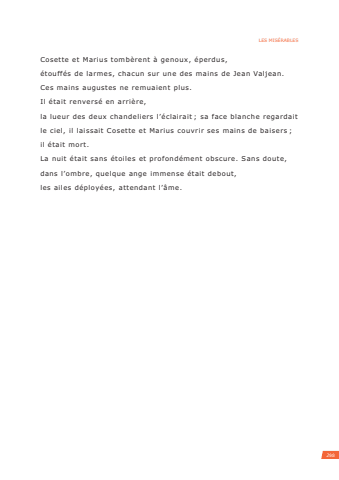 LES MISÉRABLES
Cosette et Marius tombèrent à genoux, éperdus,
étouffés de larmes, chacun sur une des mains de Jean Valjean.
Ces mains augustes ne remuaient plus.
Il était renversé en arrière,
la lueur des deux chandeliers l'éclairait ; sa face blanche regardait
le ciel, il laissait Cosette et Marius couvrir ses mains de baisers ;
il était mort.
La nuit était sans étoiles et profondément obscure. Sans doute,
dans l'ombre, quelque ange immense était debout,
les ailes déployées, attendant l'âme.